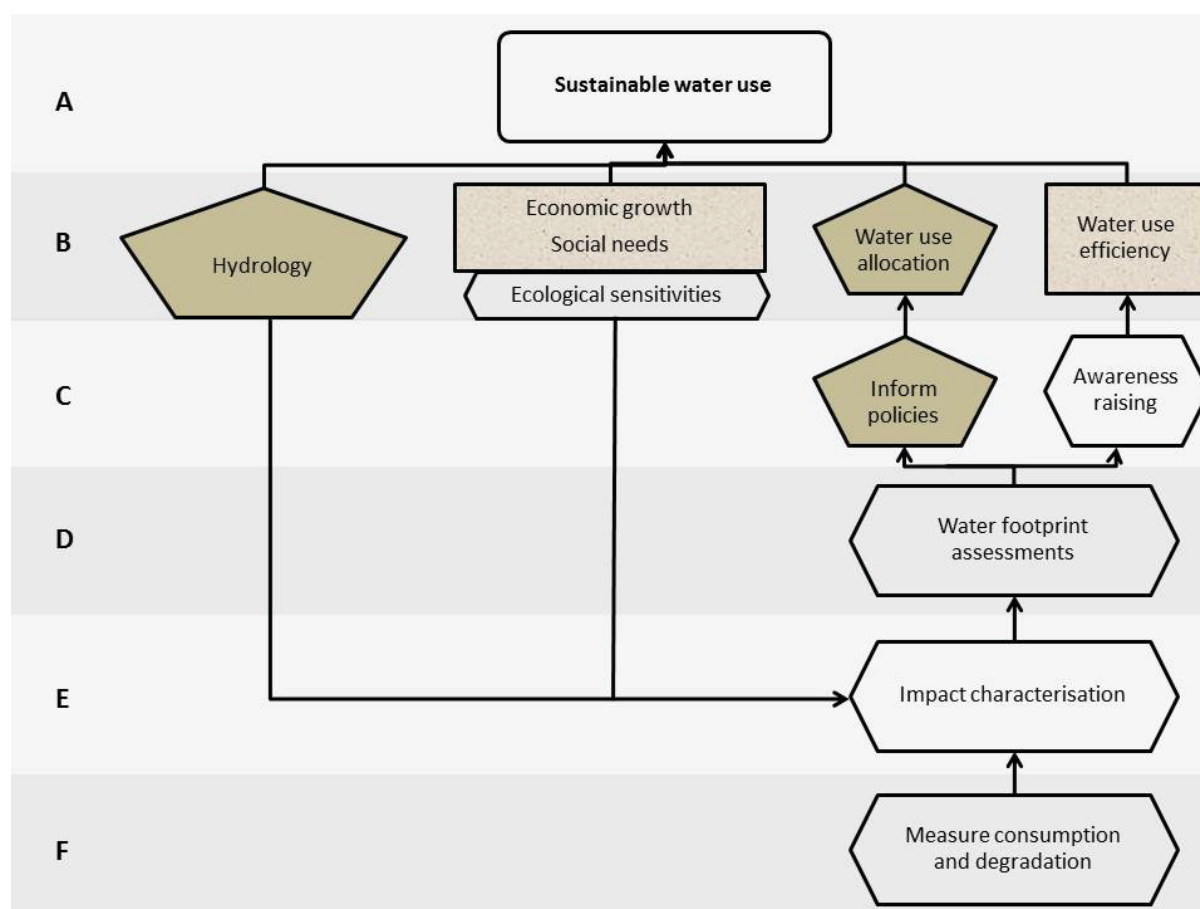 A
Sustainable water use
B
Hydrology
Economic growth
Social needs
Ecological sensitivities
Water use
allocation
Water use
efficiency
C
Inform
policies
Awareness
raising
D
Water footprint
assessments
E
Impact characterisation
F
Measure consumption
and degradation